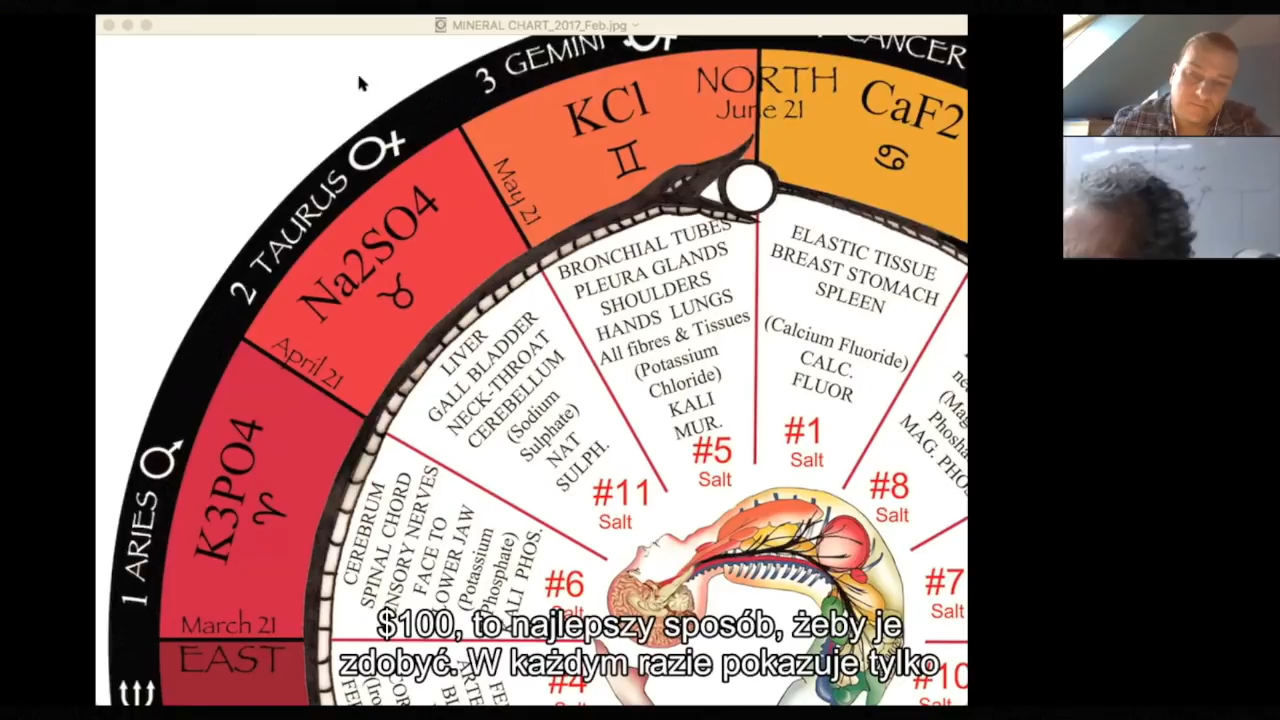 MINERAL CHART_2017_Feb.jpg
3 GEMINI
CANCER
2 TAURUS
1 ARIES
NORTH
June 21
KCl
♊
CaF2
♋
May 21
Na2SO4
♉
April 21
K3PO4
♈
March 21
EAST
BRONCHIAL TUBES
PLEURA GLANDS
SHOULDERS
HANDS LUNGS
All fibres & Tissues
(Potassium
Chloride)
KALI
MUR.
#5
Salt
ELASTIC TISSUE
BREAST STOMACH
SPLEEN
(Calcium Fluoride)
CALC.
FLUOR
#1
Salt
LIVER
GALL BLADDER
NECK-THROAT
CEREBELLUM
(Sodium
Sulphate)
NAT
SULPH.
#11
Salt
CEREBRUM
SPINAL CHORD
SENSORY NERVES
FACE TO
LOWER JAW
(Potassium
Phosphate)
KALI PHOS.
#6
Salt
MAG. PHOS
#8
Salt
#7
Salt
#10
#4
$100, to najlepszy sposób, żeby je
zdobyć. W każdym razie pokazuje tylko